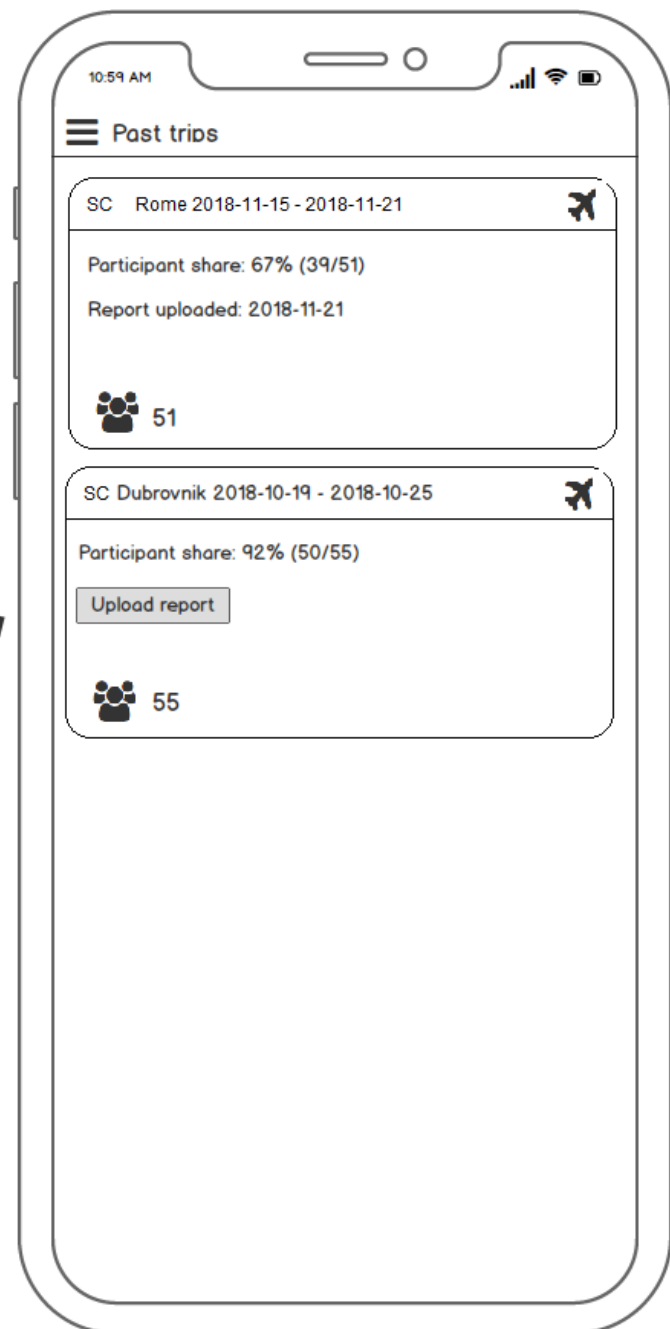 10:59 AM
Past trips
SC Rome 2018-11-15 - 2018-11-21
Participant share: 67% (39/51)
Report uploaded: 2018-11-21
51
SC Dubrovnik 2018-10-19 - 2018-10-25
Participant share: 92% (50/55)
Upload report
55